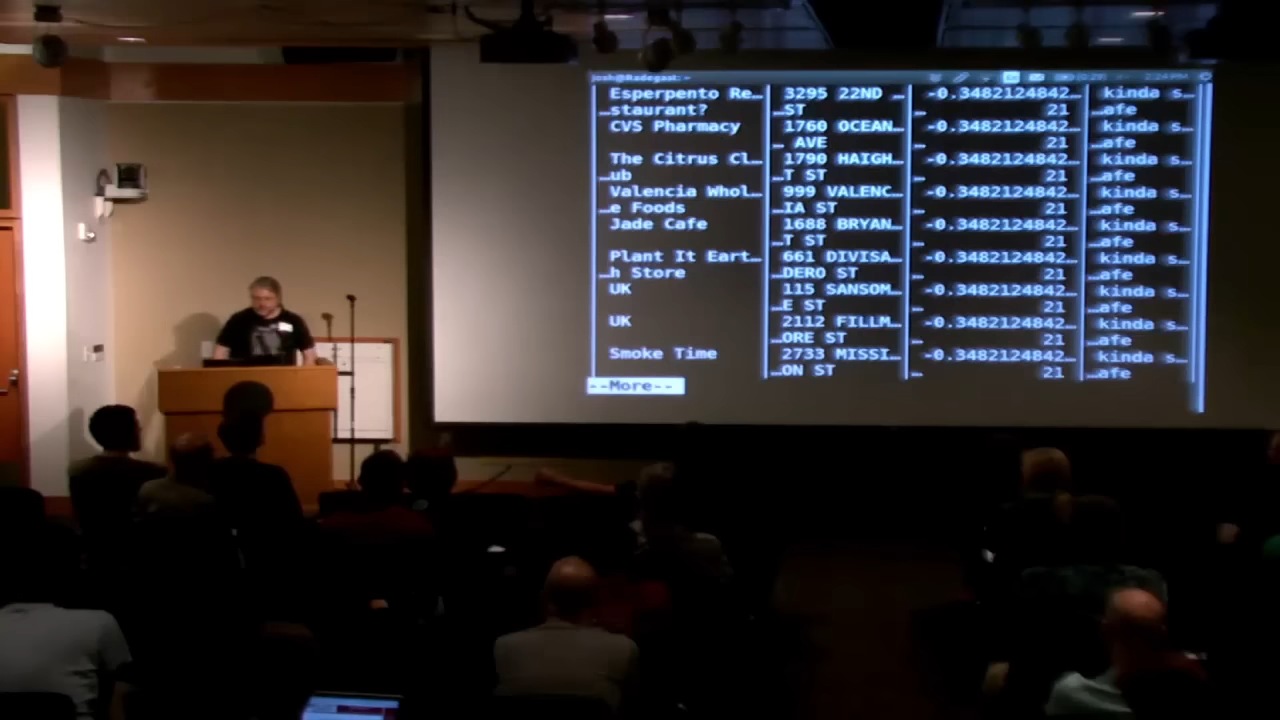 josh@Radegast: ~ 2:24 PM
Esperpento Re… 3295 22ND … -0.3482124842… kinda s…
…staurant? …ST …21 …afe
CVS Pharmacy 1760 OCEAN… -0.3482124842… kinda s…
… AVE …21 …afe
The Citrus Cl… 1790 HAIGH… -0.3482124842… kinda s…
…ub …T ST …21 …afe
Valencia Whol… 999 VALENC… -0.3482124842… kinda s…
…e Foods …IA ST …21 …afe
Jade Cafe 1688 BRYAN… -0.3482124842… kinda s…
…T ST …21 …afe
Plant It Eart… 661 DIVISA… -0.3482124842… kinda s…
…h Store …DERO ST …21 …afe
UK 115 SANSOM… -0.3482124842… kinda s…
…E ST …21 …afe
UK 2112 FILLM… -0.3482124842… kinda s…
…ORE ST …21 …afe
Smoke Time 2733 MISSI… -0.3482124842… kinda s…
…ON ST …21 …afe
--More--